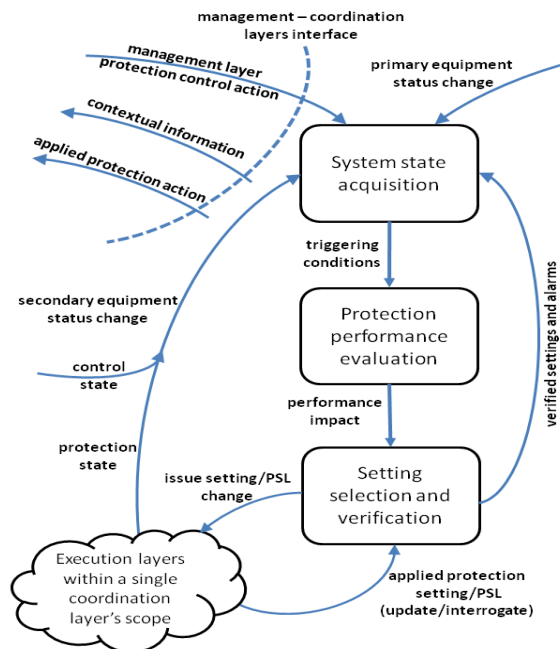 management – coordination
layers interface
management layer
protection control action
primary equipment
status change
contextual information
applied protection action
System state
acquisition
triggering
conditions
secondary equipment
status change
Protection
performance
evaluation
control
state
performance
impact
verified settings and alarms
protection
state
issue setting/PSL
change
Setting
selection and
verification
Execution layers
within a single
coordination
layer's scope
applied protection
setting/PSL
(update/interrogate)